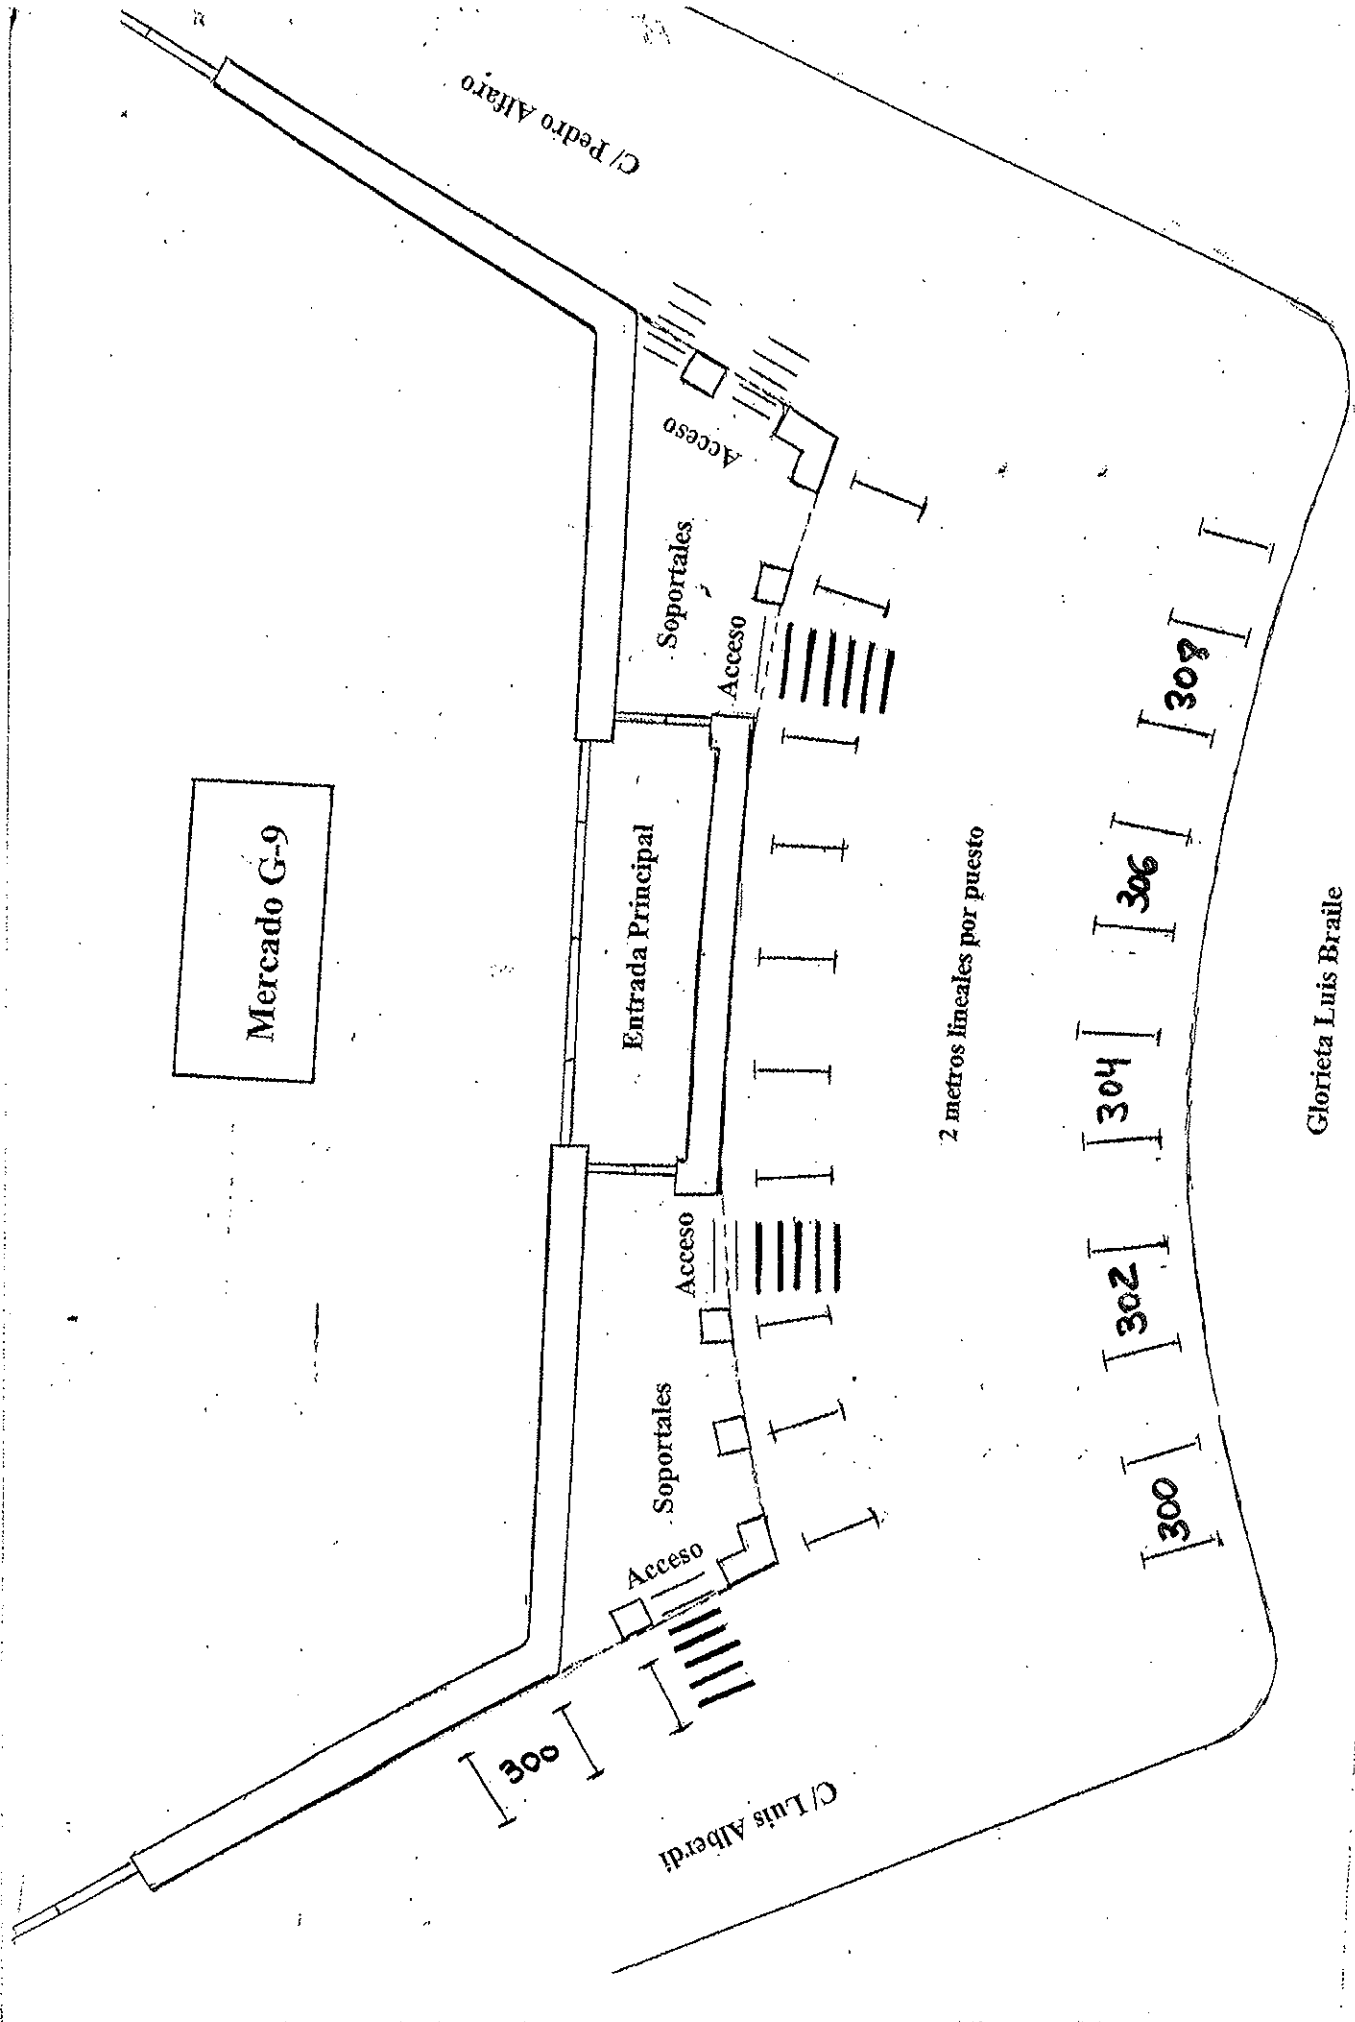 Mercado G-9
Entrada Principal
Soportales
Soportales
Acceso
Acceso
Acceso
Acceso
C/ Luis Alberdi
C/ Pedro Alfaro
300
2 metros lineales por puesto
300
302
304
306
308
Glorieta Luis Braile